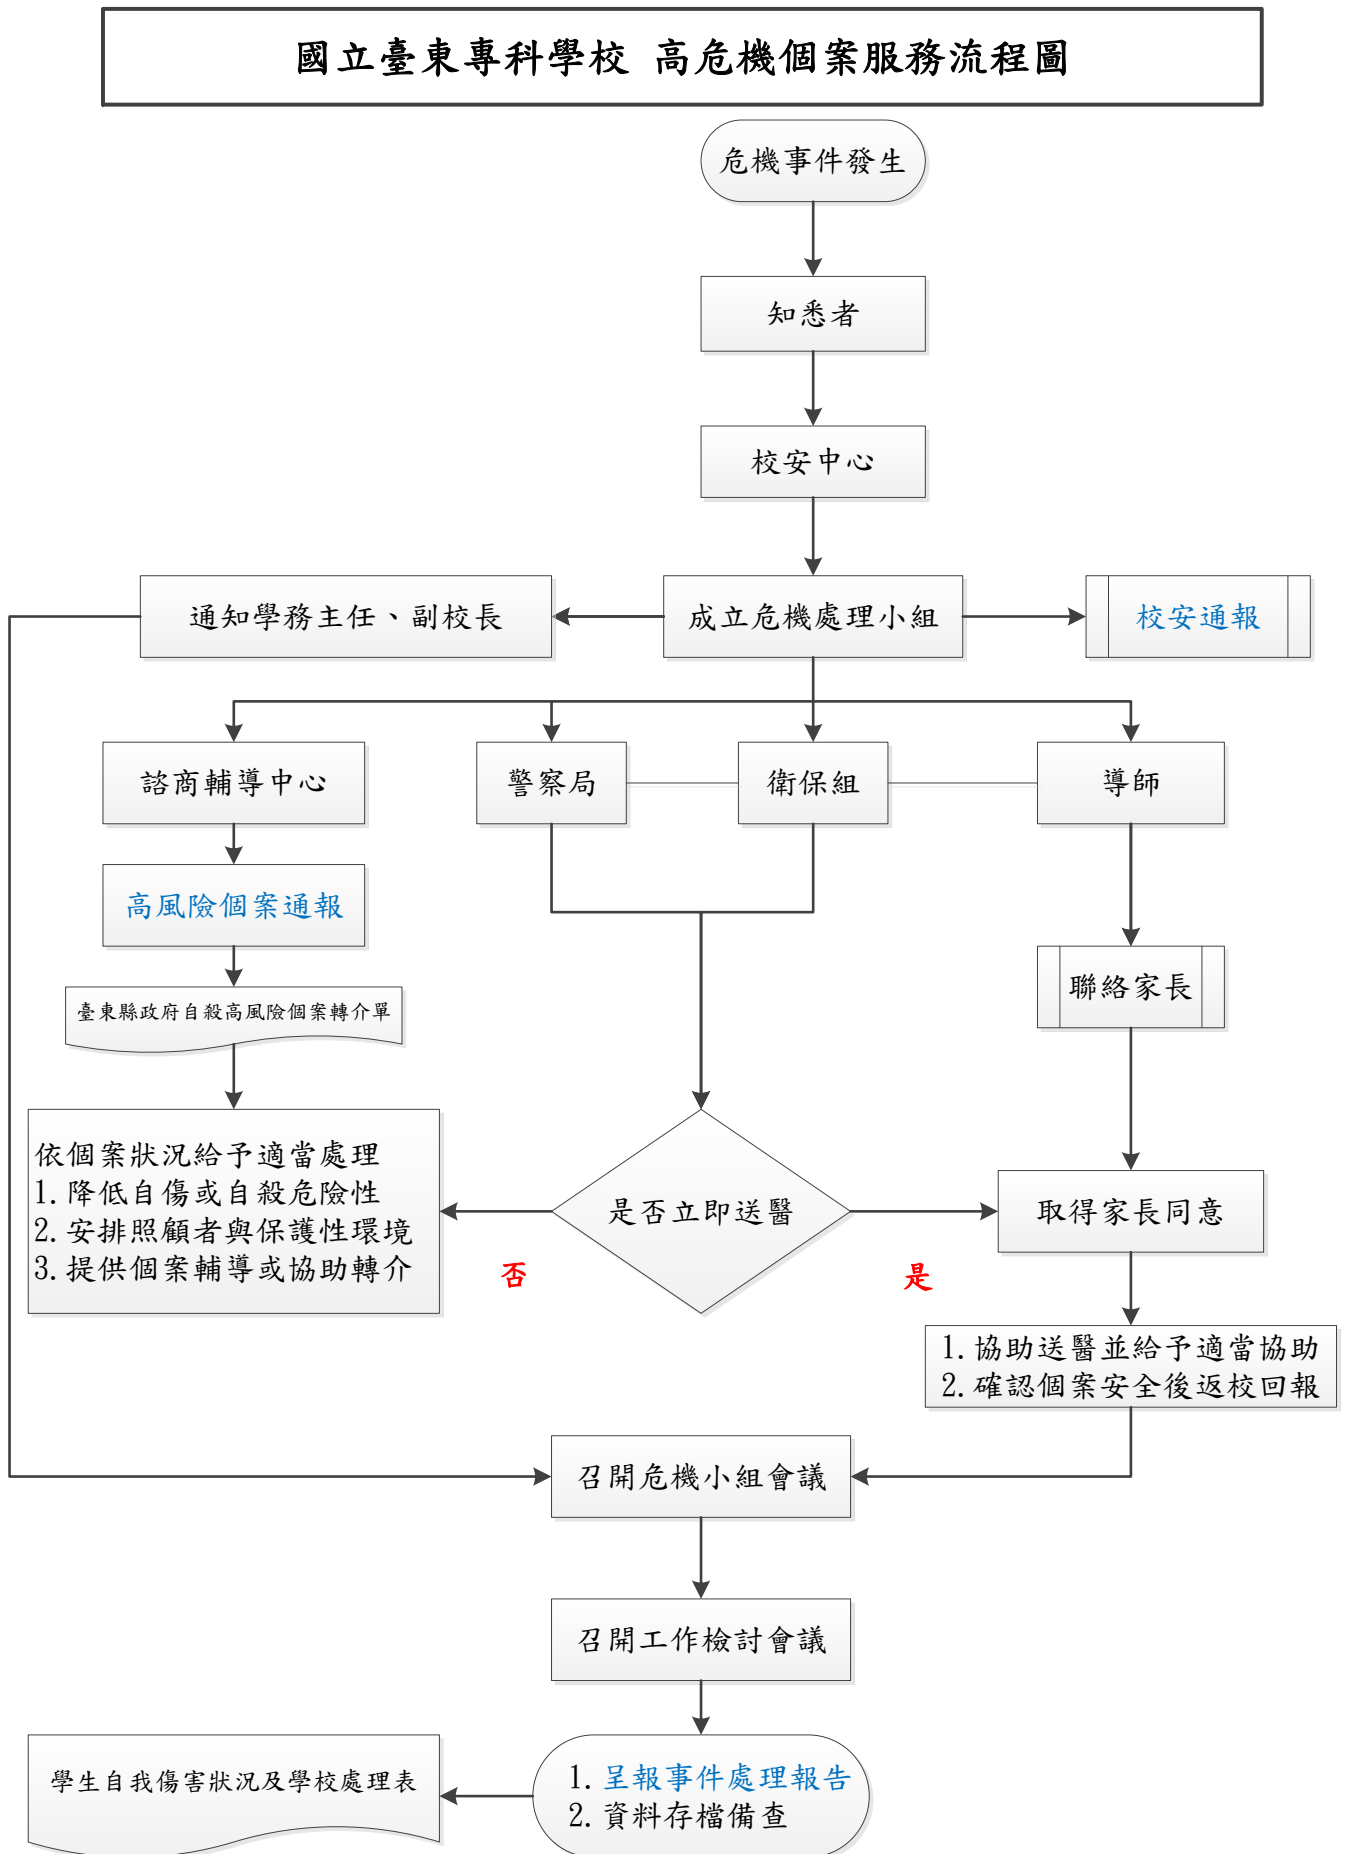 國立臺東專科學校 高危機個案服務流程圖
危機事件發生
知悉者
校安中心
通知學務主任、副校長
成立危機處理小組
校安通報
諮商輔導中心
警察局
衛保組
導師
高風險個案通報
聯絡家長
臺東縣政府自殺高風險個案轉介單
依個案狀況給予適當處理
1.降低自傷或自殺危險性
2.安排照顧者與保護性環境
3.提供個案輔導或協助轉介
是否立即送醫
取得家長同意
否
是
1.協助送醫並給予適當協助
2.確認個案安全後返校回報
召開危機小組會議
召開工作檢討會議
學生自我傷害狀況及學校處理表
1.呈報事件處理報告
2.資料存檔備查